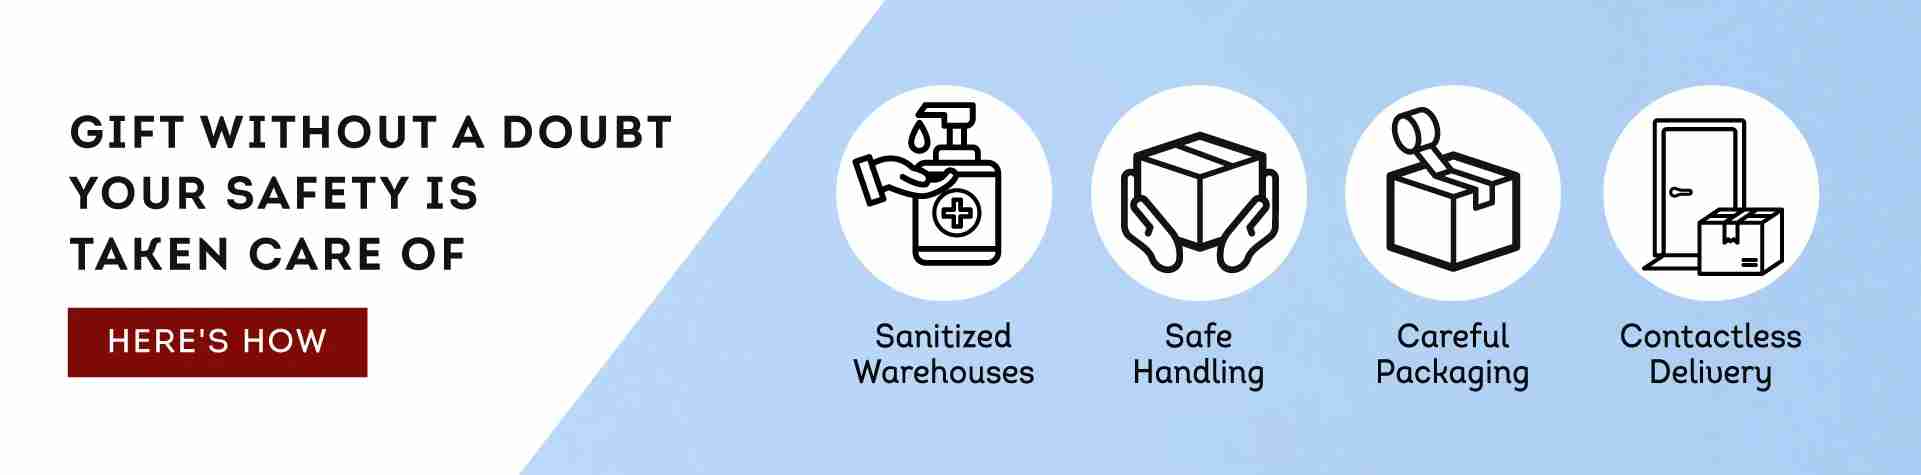 GIFT WITHOUT A DOUBT
YOUR SAFETY IS
TAKEN CARE OF
HERE'S HOW
Sanitized
Warehouses
Safe
Handling
Careful
Packaging
Contactless
Delivery